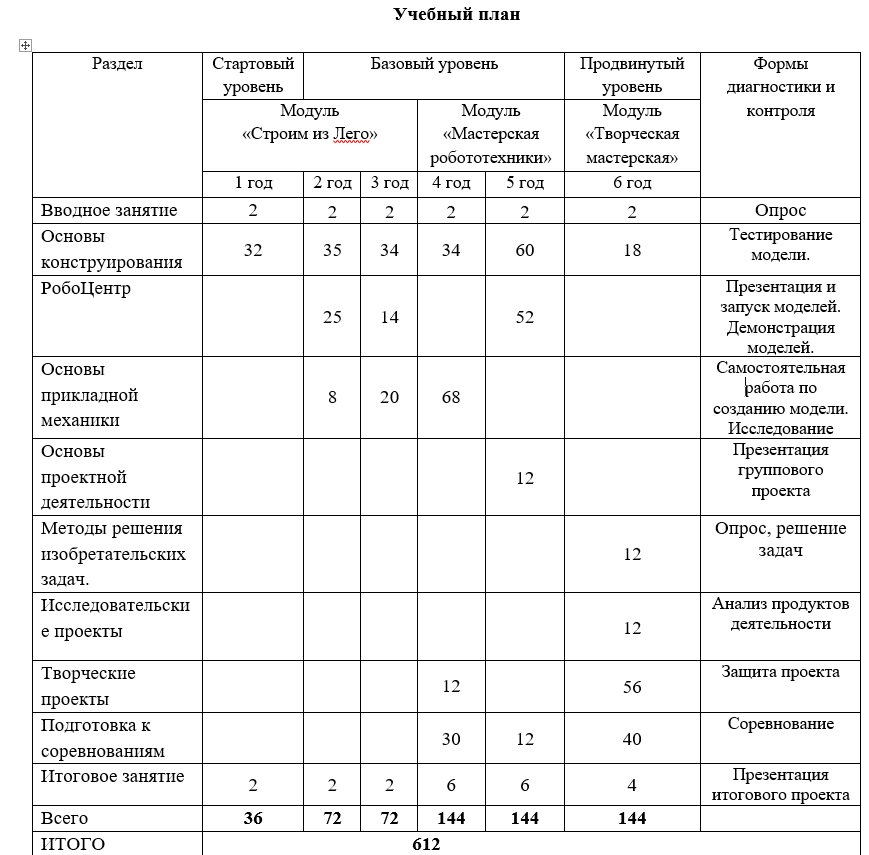 Учебный план
Раздел
Стартовый
уровень
Базовый уровень
Продвинутый
уровень
Формы
диагностики и
контроля
Модуль
«Строим из Лего»
Модуль
«Мастерская
робототехники»
Модуль
«Творческая
мастерская»
1 год 2 год 3 год 4 год 5 год 6 год
Вводное занятие 2 2 2 2 2 2 Опрос
Основы
конструирования
32 35 34 34 60 18
Тестирование
модели.
РобоЦентр
25 14 52
Презентация и
запуск моделей.
Демонстрация
моделей.
Основы
прикладной
механики
8 20 68
Самостоятельная
работа по
созданию модели.
Исследование
Основы
проектной
деятельности
12
Презентация
группового
проекта
Методы решения
изобретательских
задач.
12
Опрос, решение
задач
Исследовательски
е проекты
12
Анализ продуктов
деятельности
Творческие
проекты
12 56
Защита проекта
Подготовка к
соревнованиям
30 12 40
Соревнование
Итоговое занятие
2 2 2 6 6 4
Презентация
итогового проекта
Всего 36 72 72 144 144 144
ИТОГО 612